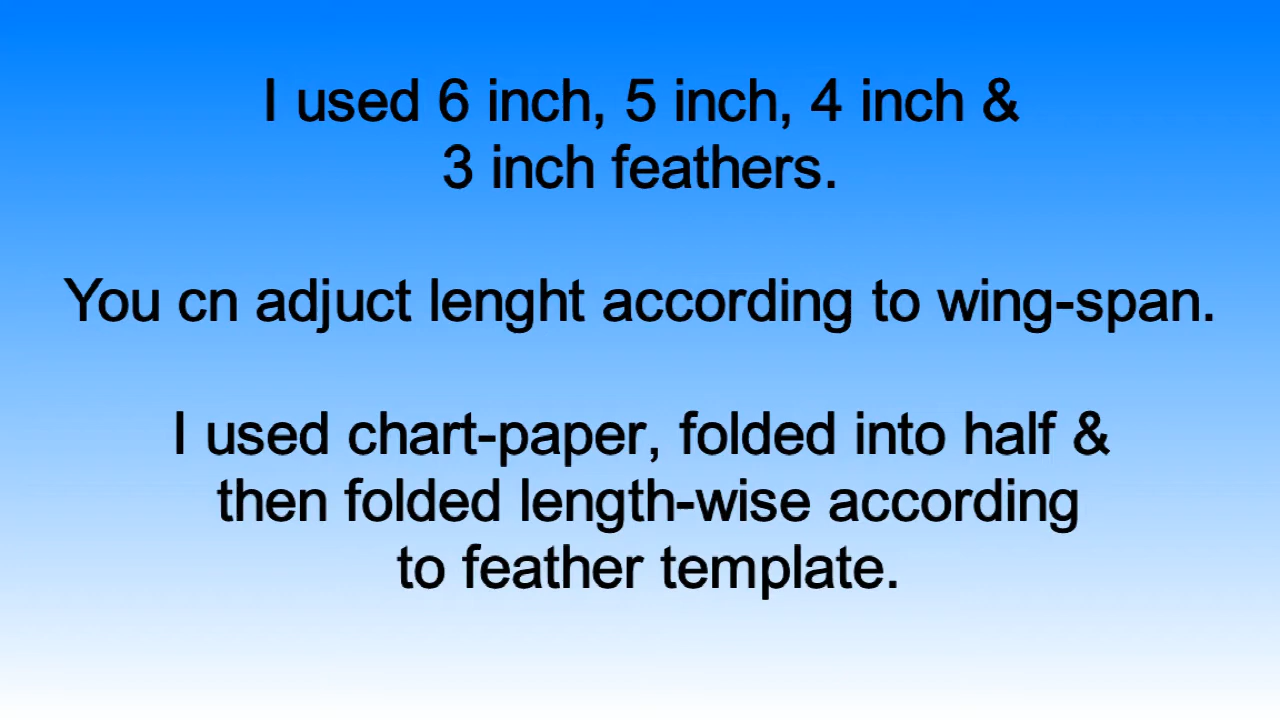 I used 6 inch, 5 inch, 4 inch &
3 inch feathers.
You cn adjuct lenght according to wing-span.
I used chart-paper, folded into half &
then folded length-wise according
to feather template.